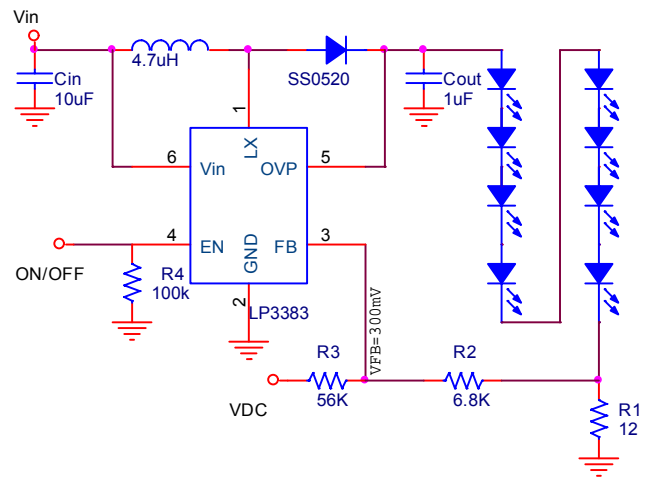 Vin
4.7uH
SS0520
Cin
10uF
Cout
1uF
1
LX
6
Vin
OVP
5
4
EN
GND
FB
3
ON/OFF
R4
100k
2
LP3383
VFB=300mV
R3
56K
R2
6.8K
VDC
R1
12